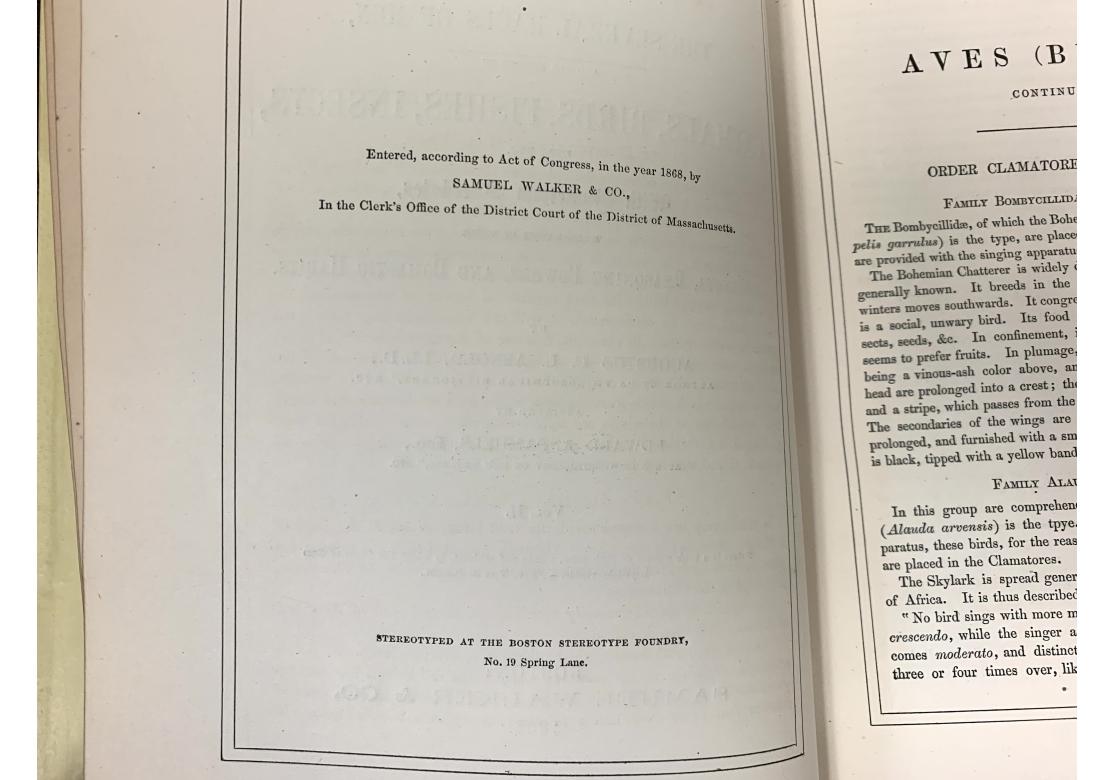 Entered, according to Act of Congress, in the year 1868, by
SAMUEL WALKER & CO.,
In the Clerk's Office of the District Court of the District of Massachusetts.
STEREOTYPED AT THE BOSTON STEREOTYPE FOUNDRY,
No. 19 Spring Lane.
AVES (B
CONTINU
ORDER CLAMATORE
FAMILY BOMBYCILLIDA
THE Bombycillidæ, of which the Bohe
pelis garrulus) is the type, are place
are provided with the singing apparatu
The Bohemian Chatterer is widely
generally known. It breeds in the
winters moves southwards. It congre
is a social, unwary bird. Its food
sects, seeds, &c. In confinement,
seems to prefer fruits. In plumage,
being a vinous-ash color above, an
head are prolonged into a crest; the
and a stripe, which passes from the
The secondaries of the wings are
prolonged, and furnished with a sm
is black, tipped with a yellow band
FAMILY ALAU
In this group are comprehen
(Alauda arvensis) is the tpye.
paratus, these birds, for the reas
are placed in the Clamatores.
The Skylark is spread gener
of Africa. It is thus described
"No bird sings with more m
crescendo, while the singer a
comes moderato, and distinct
three or four times over, lik